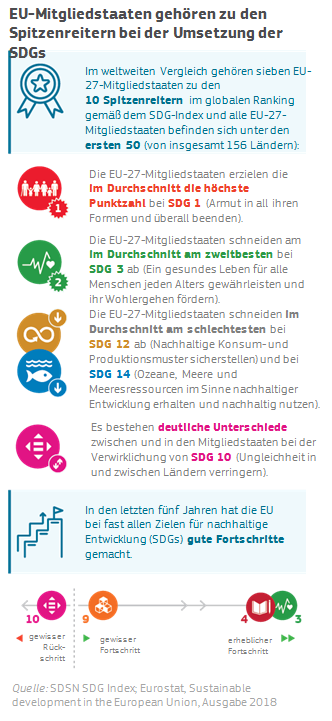 EU-Mitgliedstaaten gehören zu den
Spitzenreitern bei der Umsetzung der
SDGs
Im weltweiten Vergleich gehören sieben EU-
27-Mitgliedstaaten zu den
10 Spitzenreitern im globalen Ranking
gemäß dem SDG-Index und alle EU-27-
Mitgliedstaaten befinden sich unter den
ersten 50 (von insgesamt 156 Ländern):
Die EU-27-Mitgliedstaaten erzielen die
im Durchschnitt die höchste
Punktzahl bei SDG 1 (Armut in all ihren
Formen und überall beenden).
1
Die EU-27-Mitgliedstaaten schneiden am
im Durchschnitt am zweitbesten bei
SDG 3 ab (Ein gesundes Leben für alle
Menschen jeden Alters gewährleisten und
ihr Wohlergehen fördern).
2
Die EU-27-Mitgliedstaaten schneiden im
Durchschnitt am schlechtesten bei
SDG 12 ab (Nachhaltige Konsum-und
Produktionsmuster sicherstellen) und bei
SDG 14 (Ozeane, Meere und
Meeresressourcen im Sinne nachhaltiger
Entwicklung erhalten und nachhaltig nutzen).
Es bestehen deutliche Unterschiede
zwischen und in den Mitgliedstaaten bei der
Verwirklichung von SDG 10 (Ungleichheit in
und zwischen Ländern verringern).
In den letzten fünf Jahren hat die EU
bei fast allen Zielen für nachhaltige
Entwicklung (SDGs) gute Fortschritte
gemacht.
10 9 4 3
gewisser
Rück-
schritt
gewisser
Fortschritt
erheblicher
Fortschritt
Quelle: SDSN SDG Index; Eurostat, Sustainable
development in the European Union, Ausgabe 2018